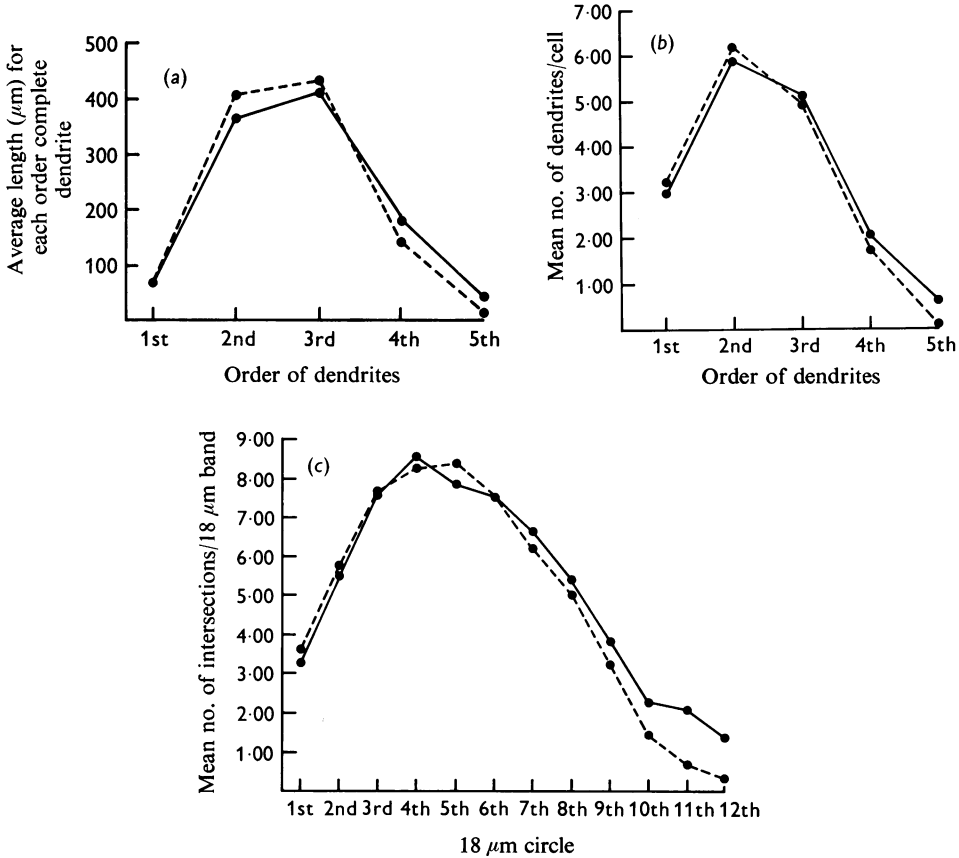 (a)
Average length (μm) for
each order complete
dendrite
500
400
300
200
100
1st 2nd 3rd 4th 5th
Order of dendrites
(b)
Mean no. of dendrites/cell
7·00
6·00
5·00
4·00
3·00
2·00
1·00
1st 2nd 3rd 4th 5th
Order of dendrites
(c)
Mean no. of intersections/18 μm band
9·00
8·00
7·00
6·00
5·00
4·00
3·00
2·00
1·00
1st 2nd 3rd 4th 5th 6th 7th 8th 9th 10th 11th 12th
18 μm circle